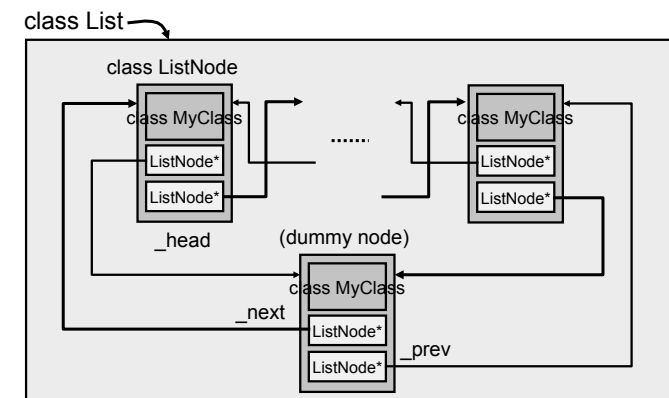 class List
class ListNode
class MyClass
class MyClass
ListNode*
.......
ListNode*
ListNode*
ListNode*
_head
(dummy node)
class MyClass
_next
ListNode*
_prev
ListNode*